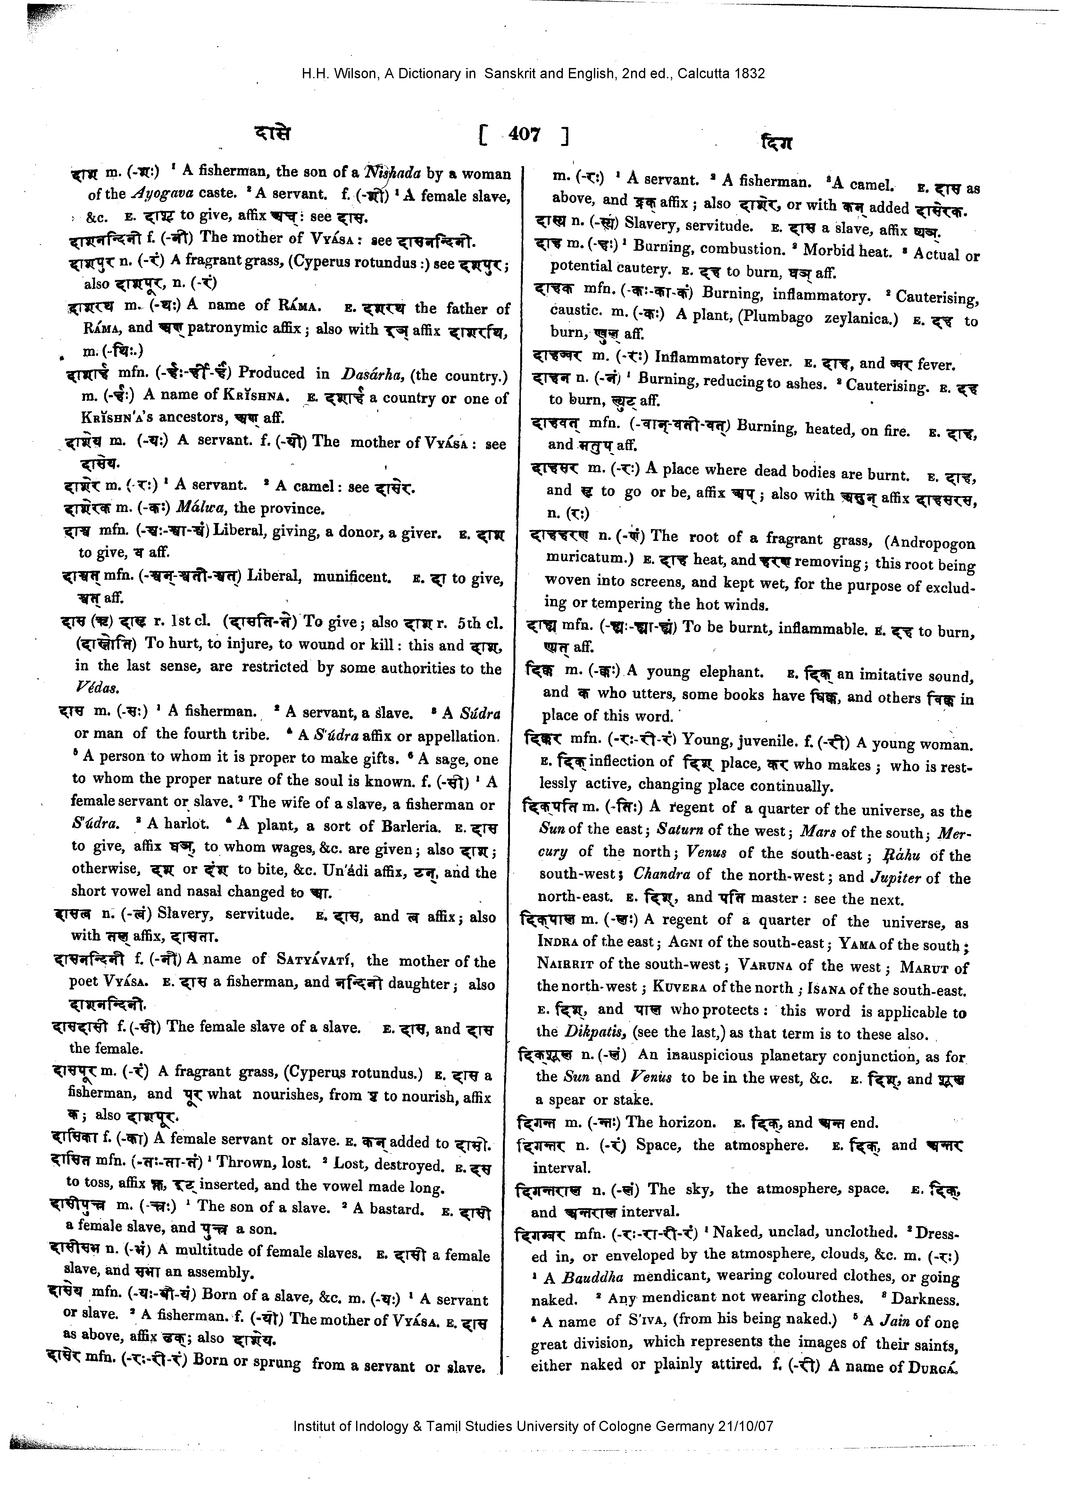 H.H. Wilson, A Dictionary in Sanskrit and English, 2nd ed., Calcutta 1832
दासे
[ 407 ]
दिग
दाश m. (-शः) ¹ A fisherman, the son of a Nishada by a woman
of the Ayogava caste. ² A servant. f. (-शी) ¹ A female slave,
&c. E. दाशृ to give, affix अच्: see दास.
दाशनन्दिनी f. (-नी) The mother of VYÁSA: see दासनन्दिनी.
दाशपुर n. (-रं) A fragrant grass, (Cyperus rotundus:) see दशपुर;
also दाशपूर, n. (-रं)
दाशरथ m. (-थः) A name of RÁMA. E. दशरथ the father of
RÁMA, and अण् patronymic affix; also with इञ् affix दाशरथि,
m. (-थिः.)
दाशार्ह mfn. (-र्हः-र्ही-र्हं) Produced in Dasárha, (the country.)
m. (-र्हः) A name of KRĬSHNA. E. दशार्ह a country or one of
KRĬSHN'A'S ancestors, अण् aff.
दाशेय m. (-यः) A servant. f. (-यी) The mother of VYÁSA: see
दासेय.
दाशेर m. (-रः) ¹ A servant. ² A camel: see दासेर.
दाशेरक m. (-कः) Málwa, the province.
दाश्व mfn. (-श्वः-श्वा-श्वं) Liberal, giving, a donor, a giver. E. दाश
to give, व aff.
दाश्वत् mfn. (-श्वन्-श्वती-श्वत्) Liberal, munificent. E. दा to give,
श्वत् aff.
दास (ऋ) दासृ r. 1st cl. (दासति-ते) To give; also दाश r. 5th cl.
(दास्नोति) To hurt, to injure, to wound or kill: this and दाश,
in the last sense, are restricted by some authorities to the
Védas.
दास m. (-सः) ¹ A fisherman. ² A servant, a slave. ³ A Súdra
or man of the fourth tribe. ⁴ A S'údra affix or appellation.
⁵ A person to whom it is proper to make gifts. ⁶ A sage, one
to whom the proper nature of the soul is known. f. (-सी) ¹ A
female servant or slave. ² The wife of a slave, a fisherman or
S'údra. ³ A harlot. ⁴ A plant, a sort of Barleria. E. दास
to give, affix घञ्, to whom wages, &c. are given; also दाश;
otherwise, दश or दंश to bite, &c. Un'ádi affix, टन्, and the
short vowel and nasal changed to आ.
दासत्व n. (-त्वं) Slavery, servitude. E. दास, and त्व affix; also
with तल् affix, दासता.
दासनन्दिनी f. (-नी) A name of SATYÁVATÍ, the mother of the
poet VYÁSA. E. दास a fisherman, and नन्दिनी daughter; also
दाशनन्दिनी.
दासदासी f. (-सी) The female slave of a slave. E. दास, and दास
the female.
दासपूर m. (-रं) A fragrant grass, (Cyperus rotundus.) E. दास a
fisherman, and पूर what nourishes, from पॄ to nourish, affix
क; also दाशपूर.
दासिका f. (-का) A female servant or slave. E. कन् added to दासी.
दासित mfn. (-तः-ता-तं) ¹ Thrown, lost. ² Lost, destroyed. E. दस
to toss, affix क्त, इट् inserted, and the vowel made long.
दासीपुत्त्र m. (-त्त्रः) ¹ The son of a slave. ² A bastard. E. दासी
a female slave, and पुत्त्र a son.
दासीसभ n. (-भं) A multitude of female slaves. E. दासी a female
slave, and सभा an assembly.
दासेय mfn. (-यः-यी-यं) Born of a slave, &c. m. (-यः) ¹ A servant
or slave. ² A fisherman. f. (-यी) The mother of VYÁSA. E. दास
as above, affix ढक्; also दाशेय.
दासेर mfn. (-रः-री-रं) Born or sprung from a servant or slave.
m. (-रः) ¹ A servant. ² A fisherman. ³A camel. E. दास as
above, and ढ्रक् affix; also दाशेर, or with कन् added दासेरक.
दास्य n. (-स्यं) Slavery, servitude. E. दास a slave, affix ष्यञ्.
दाह m. (-हः) ¹ Burning, combustion. ² Morbid heat. ³ Actual or
potential cautery. E. दह to burn, घञ् aff.
दाहक mfn. (-कः-का-कं) Burning, inflammatory. ² Cauterising,
caustic. m. (-कः) A plant, (Plumbago zeylanica.) E. दह to
burn, ण्वुल् aff.
दाहज्वर m. (-रः) Inflammatory fever. E. दाह, and ज्वर fever.
दाहन n. (-नं) ¹ Burning, reducing to ashes. ² Cauterising. E. दह
to burn, ल्युट् aff.
दाहवत् mfn. (-वान्-वती-वत्) Burning, heated, on fire. E. दाह,
and मतुप् aff.
दाहसर m. (-रः) A place where dead bodies are burnt. E. दाह,
and सृ to go or be, affix अप्; also with असुन् affix दाहसरस,
n. (रः)
दाहहरण n. (-णं) The root of a fragrant grass, (Andropogon
muricatum.) E. दाह heat, and हरण removing; this root being
woven into screens, and kept wet, for the purpose of exclud-
ing or tempering the hot winds.
दाह्य mfn. (-ह्यः-ह्या-ह्यं) To be burnt, inflammable. E. दह to burn,
ण्यत् aff.
दिक्क m. (-क्कः) A young elephant. E. दिक् an imitative sound,
and क who utters, some books have धिक्क, and others विक्क in
place of this word.
दिक्कर mfn. (-रः-री-रं) Young, juvenile. f. (-री) A young woman.
E. दिक् inflection of दिश् place, कर who makes; who is rest-
lessly active, changing place continually.
दिक्पति m. (-तिः) A regent of a quarter of the universe, as the
Sun of the east; Saturn of the west; Mars of the south; Mer-
cury of the north; Venus of the south-east; Ráhu of the
south-west; Chandra of the north-west; and Jupiter of the
north-east. E. दिश्, and पति master: see the next.
दिक्पाल m. (-लः) A regent of a quarter of the universe, as
INDRA of the east; AGNI of the south-east; YAMA of the south;
NAIRRIT of the south-west; VARUNA of the west; MARUT of
the north-west; KUVERA of the north; ISANA of the south-east.
E. दिश्, and पाल who protects: this word is applicable to
the Dikpatis, (see the last,) as that term is to these also.
दिक्शूल n. (-लं) An inauspicious planetary conjunction, as for
the Sun and Venus to be in the west, &c. E. दिश्, and शूल
a spear or stake.
दिगन्त m. (-न्तः) The horizon. E. दिक्, and अन्त end.
दिगन्तर n. (-रं) Space, the atmosphere. E. दिक्, and अन्तर
interval.
दिगन्तराल n. (-लं) The sky, the atmosphere, space. E. दिक्,
and अन्तराल interval.
दिगम्बर mfn. (-रः-रा-री-रं) ¹ Naked, unclad, unclothed. ² Dress-
ed in, or enveloped by the atmosphere, clouds, &c. m. (-रः)
¹ A Bauddha mendicant, wearing coloured clothes, or going
naked. ² Any mendicant not wearing clothes. ³ Darkness.
⁴ A name of S'IVA, (from his being naked.) ⁵ A Jain of one
great division, which represents the images of their saints,
either naked or plainly attired. f. (-री) A name of DURGÁ.
Institut of Indology & Tamil Studies University of Cologne Germany 21/10/07